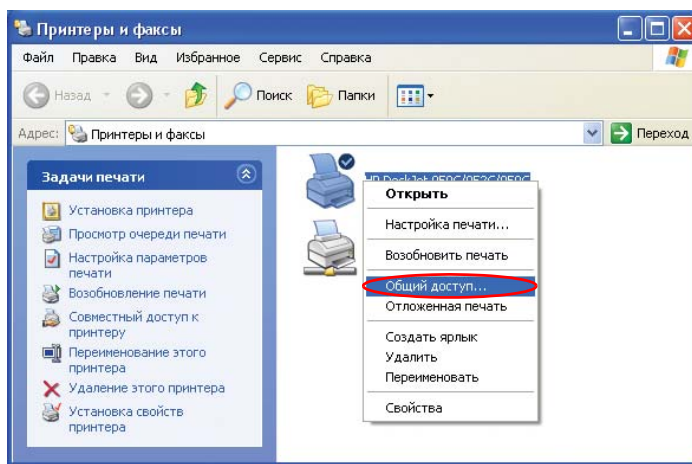 Принтеры и факсы
Файл Правка Вид Избранное Сервис Справка
Назад Поиск Папки
Адрес: Принтеры и факсы Переход
Задачи печати
Установка принтера
Просмотр очереди печати
Настройка параметров
печати
Возобновление печати
Совместный доступ к
принтеру
Переименование этого
принтера
Удаление этого принтера
Установка свойств
принтера
HP DeskJet
Открыть
Настройка печати...
Возобновить печать
Общий доступ...
Отложенная печать
Создать ярлык
Удалить
Переименовать
Свойства